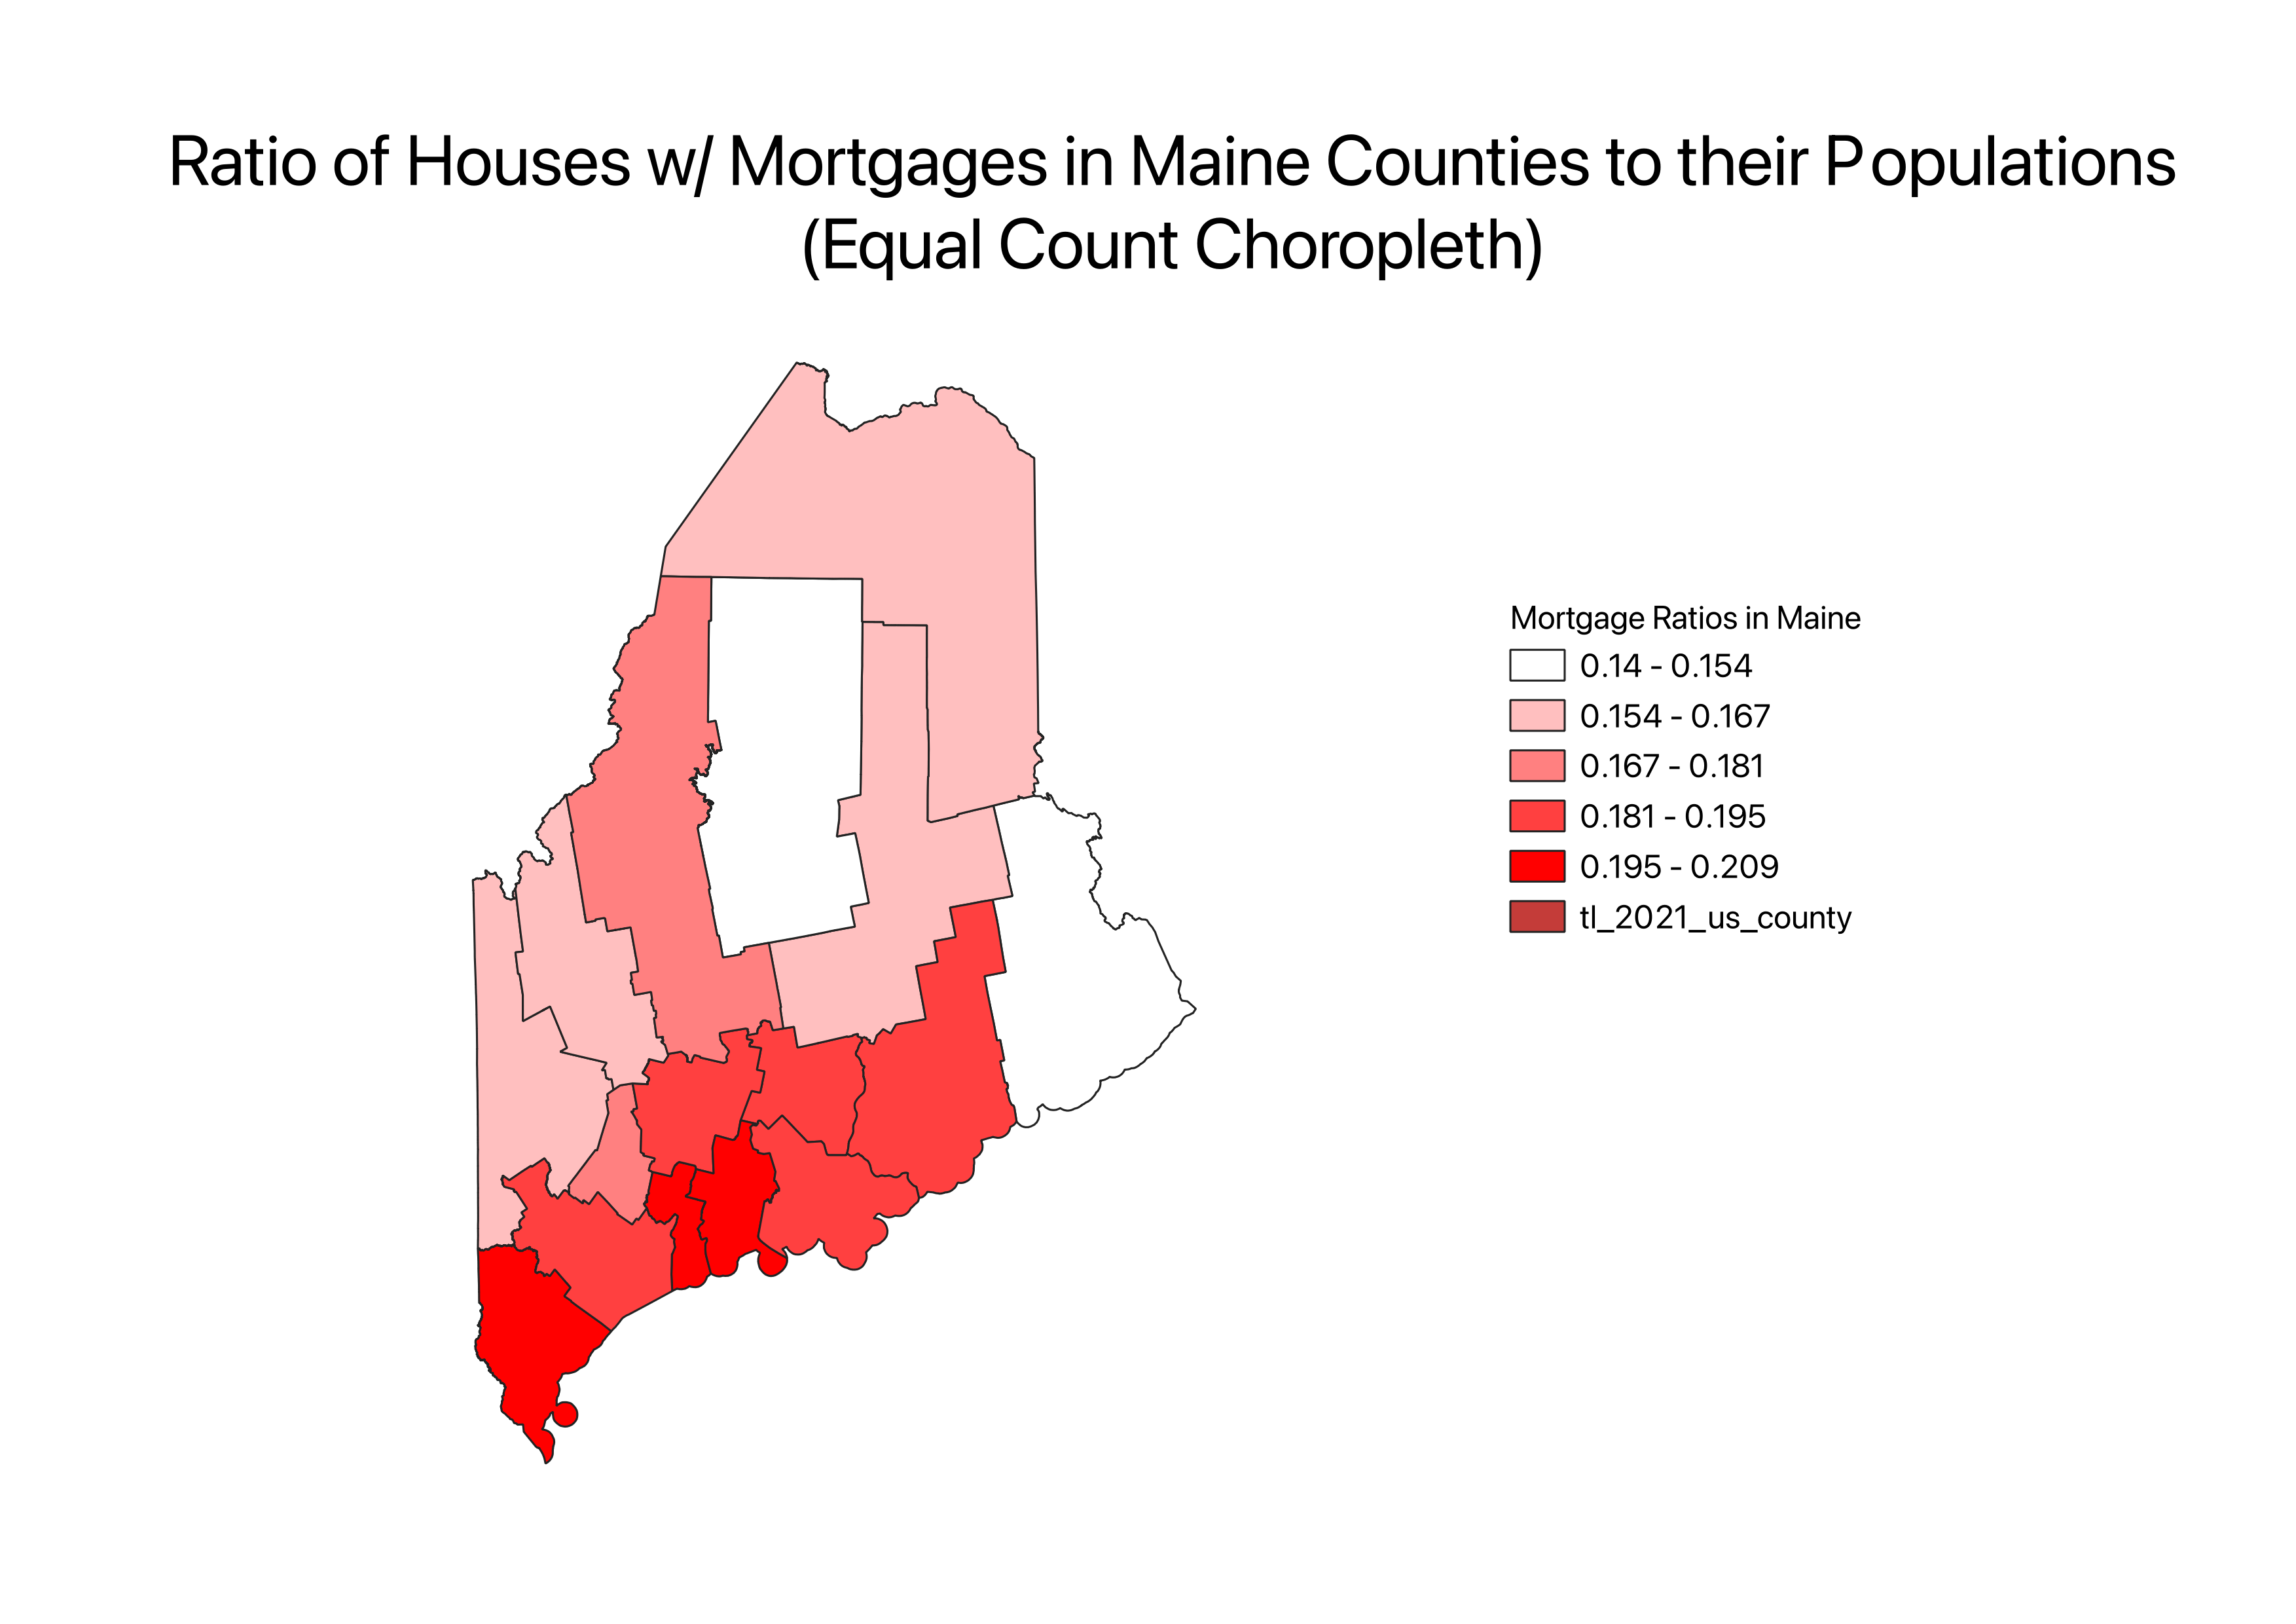 Ratio of Houses w/ Mortgages in Maine Counties to their Populations
(Equal Count Choropleth)
Mortgage Ratios in Maine
0.14 - 0.154
0.154 - 0.167
0.167 - 0.181
0.181 - 0.195
0.195 - 0.209
tl_2021_us_county